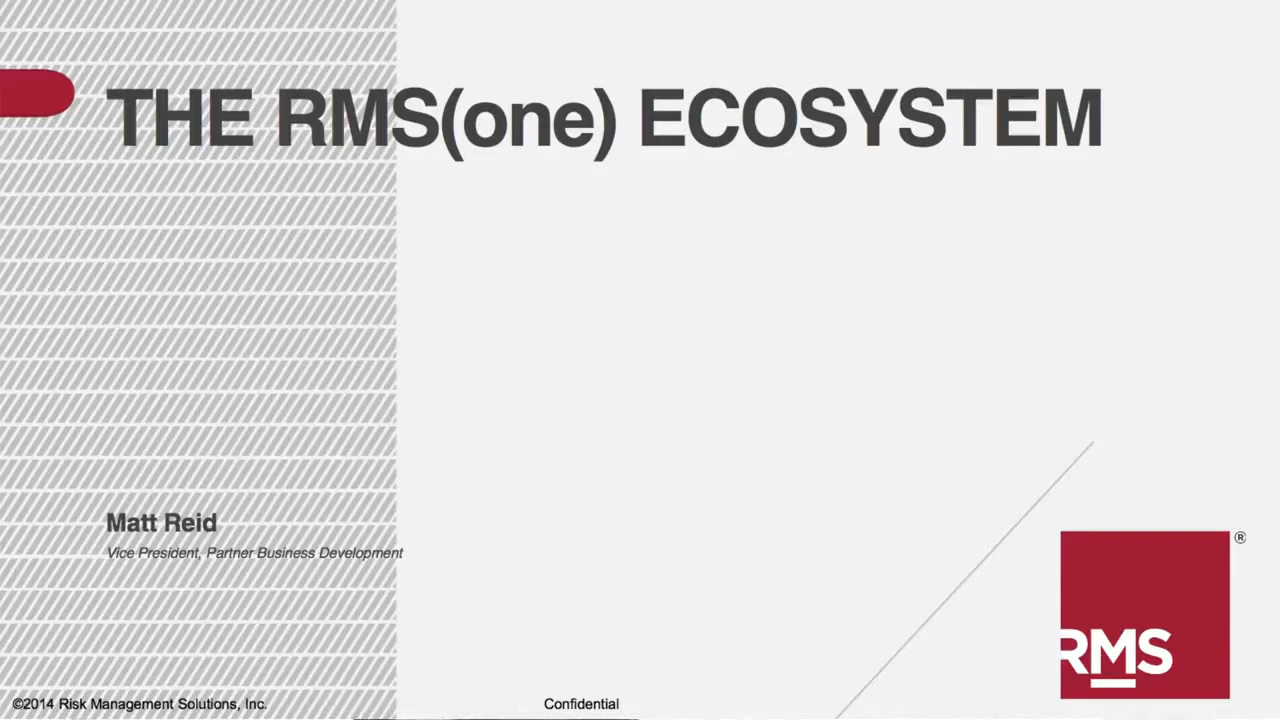 THE RMS(one) ECOSYSTEM
Matt Reid
Vice President, Partner Business Development
®
RMS
©2014 Risk Management Solutions, Inc.
Confidential